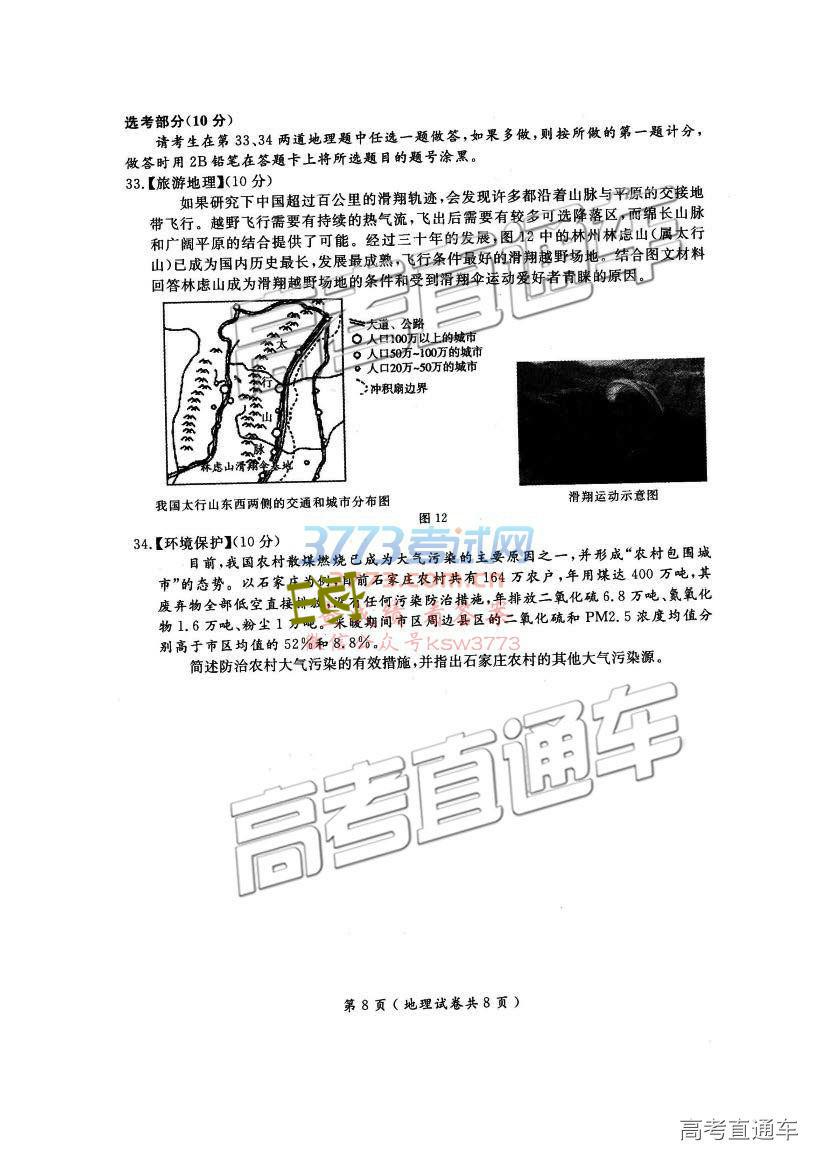 选考部分(10分)
请考生在第33、34两道地理题中任选一题做答,如果多做,则按所做的第一题计分,
做答时用2B铅笔在答题卡上将所选题目的题号涂黑。
33.【旅游地理】(10分)
如果研究下中国超过百公里的滑翔轨迹,会发现许多都沿着山脉与平原的交接地
带飞行。越野飞行需要有持续的热气流,飞出后需要有较多可选降落区,而绵长山脉
和广阔平原的结合提供了可能。经过三十年的发展,图12中的林州林虑山(属太行
山)已成为国内历史最长,发展最成熟,飞行条件最好的滑翔越野场地。结合图文材料
回答林虑山成为滑翔越野场地的条件和受到滑翔伞运动爱好者青睐的原因。
太
行
山
脉
林虑山滑翔伞基地
大道、公路
人口100万以上的城市
人口50万~100万的城市
人口20万~50万的城市
冲积扇边界
我国太行山东西两侧的交通和城市分布图
滑翔运动示意图
图12
34.【环境保护】(10分)
目前,我国农村散煤燃烧已成为大气污染的主要原因之一,并形成“农村包围城
市”的态势。以石家庄为例,目前石家庄农村共有164万农户,年用煤达400万吨,其
废弃物全部低空直接排放,没有任何污染防治措施,年排放二氧化硫6.8万吨、氮氧化
物1.6万吨、粉尘1万吨。采暖期间市区周边县区的二氧化硫和PM2.5浓度均值分
别高于市区均值的52%和8.8%。
简述防治农村大气污染的有效措施,并指出石家庄农村的其他大气污染源。
3773考试网
微信公众号ksw3773
高考直通车
高考直通车
第8页(地理试卷共8页)
高考直通车